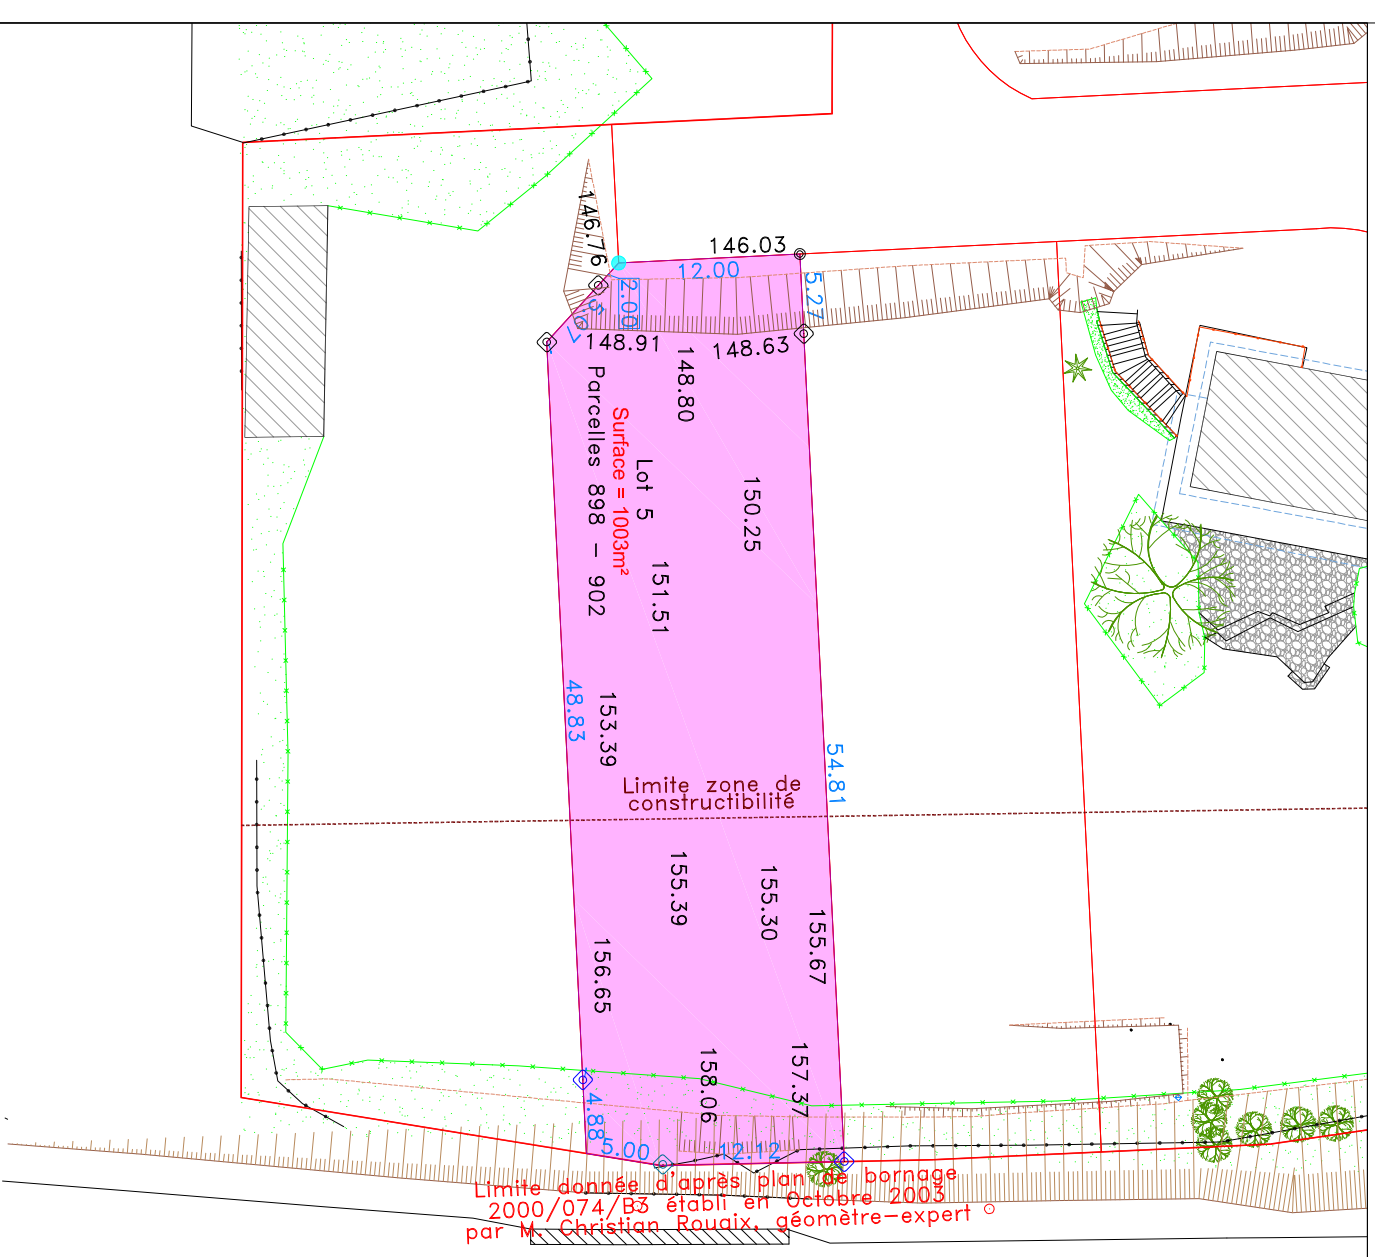 146.76
146.03
12.00
5.27
2.00
5.67
148.91
148.63
148.80
Parcelles 898 - 902
Surface = 1003m²
Lot 5
150.25
151.51
48.83
153.39
54.81
Limite zone de
constructibilité
155.39
155.30
155.67
156.65
158.06
157.37
4.88
5.00
12.12
Limite donnée d'après plan de bornage
2000/074/B3 établi en Octobre 2003
par M. Christian Rouaix, géomètre-expert